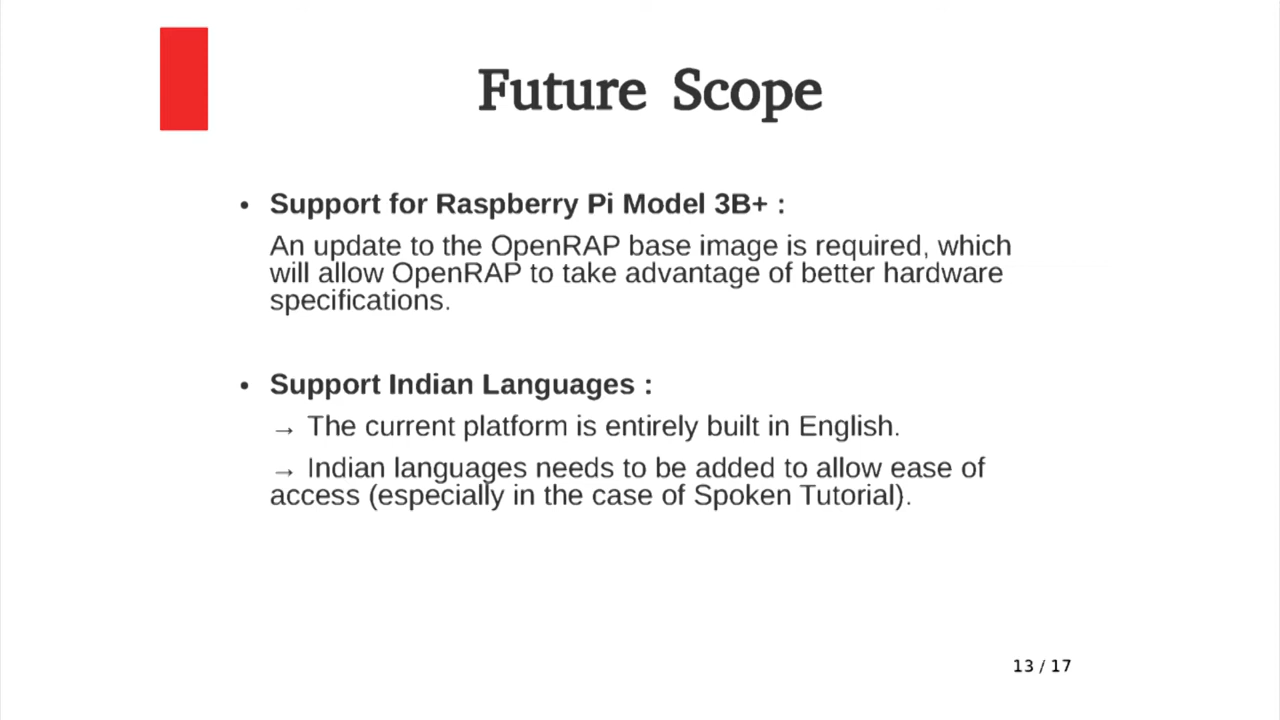 Future Scope
• Support for Raspberry Pi Model 3B+ :
An update to the OpenRAP base image is required, which
will allow OpenRAP to take advantage of better hardware
specifications.
• Support Indian Languages :
→ The current platform is entirely built in English.
→ Indian languages needs to be added to allow ease of
access (especially in the case of Spoken Tutorial).
13 / 17